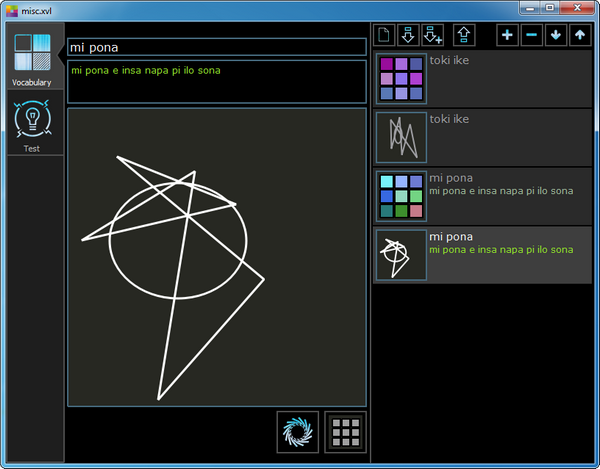 misc.xvl
Vocabulary
Test
mi pona
mi pona e insa napa pi ilo sona
toki ike
toki ike
mi pona
mi pona e insa napa pi ilo sona
mi pona
mi pona e insa napa pi ilo sona